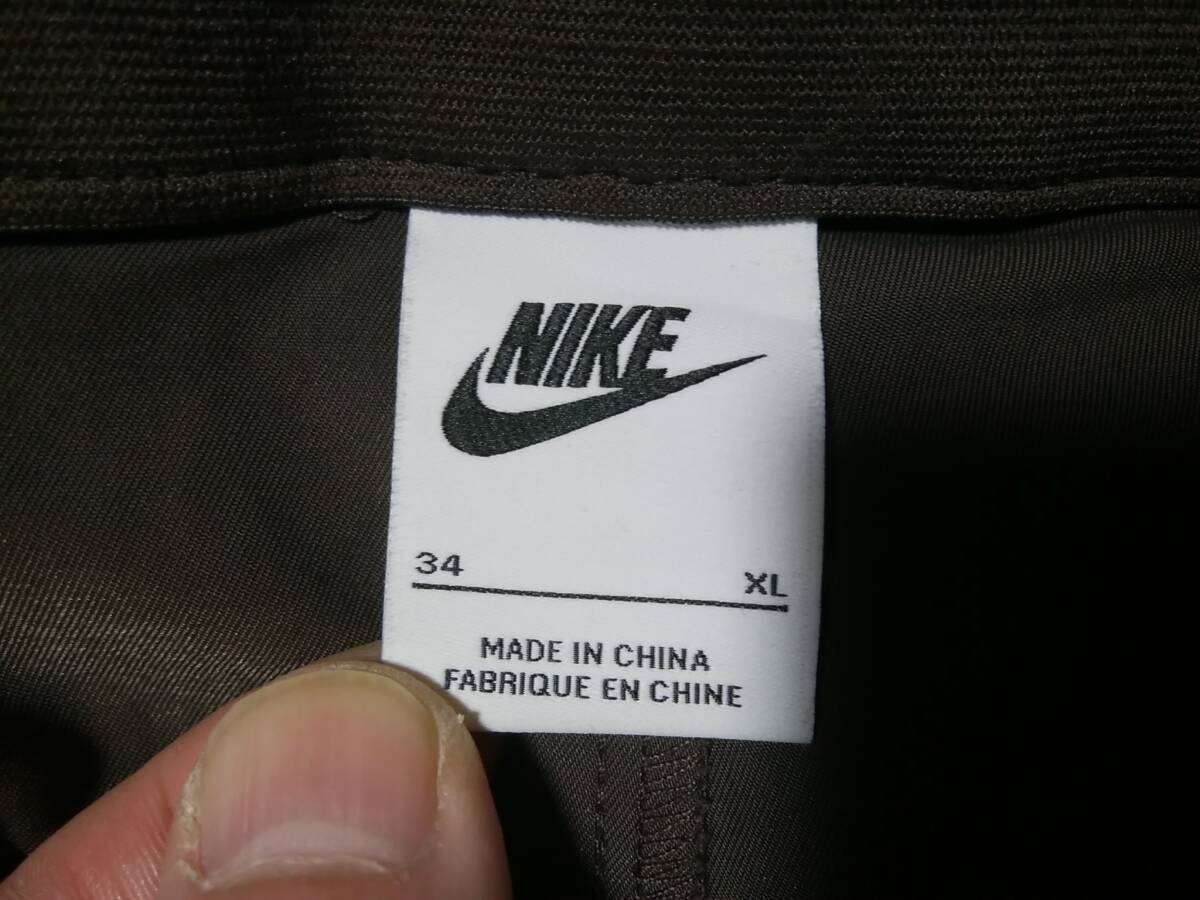 NIKE
34 XL
MADE IN CHINA
FABRIQUE EN CHINE